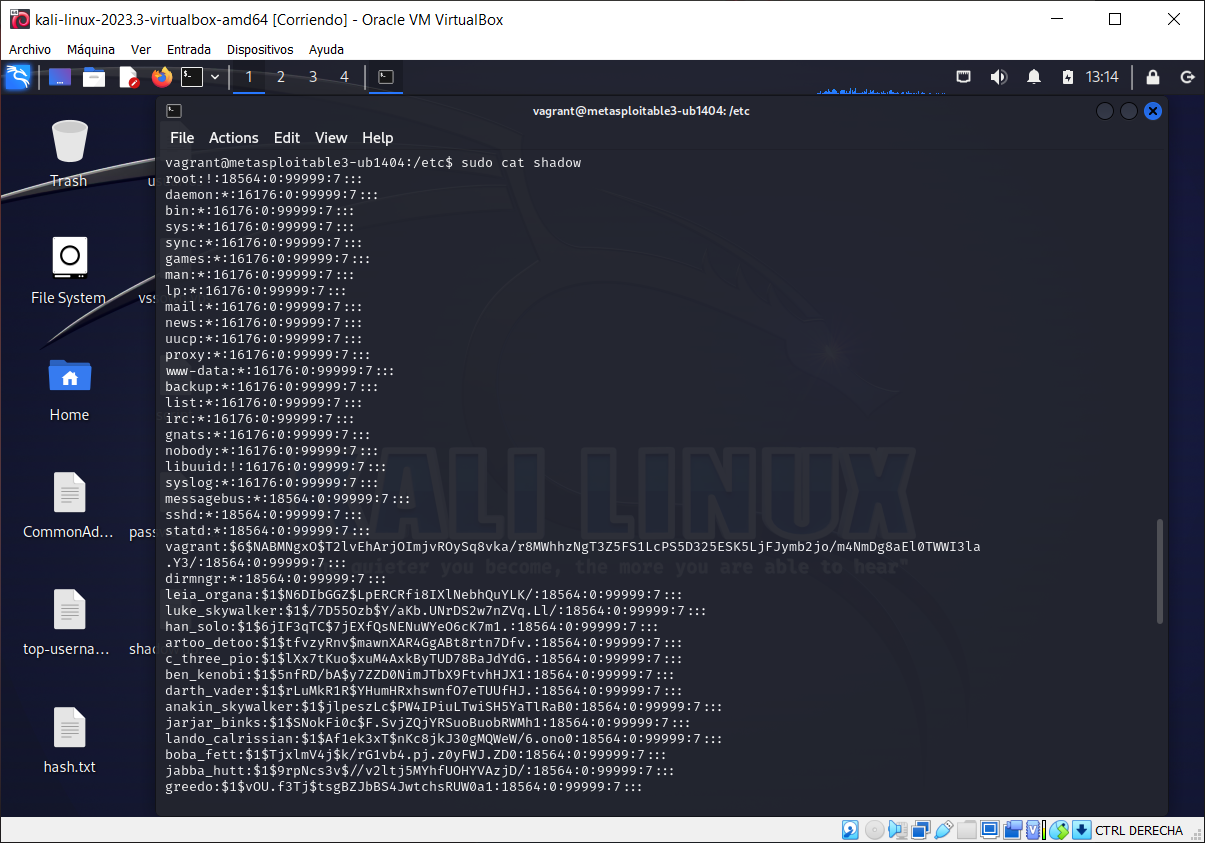 kali-linux-2023.3-virtualbox-amd64 [Corriendo] - Oracle VM VirtualBox
Archivo Máquina Ver Entrada Dispositivos Ayuda
1 2 3 4 13:14
vagrant@metasploitable3-ub1404: /etc
File Actions Edit View Help
Trash
File System
Home
CommonAd...
top-userna...
hash.txt
vagrant@metasploitable3-ub1404:/etc$ sudo cat shadow
root:!:18564:0:99999:7:::
daemon:*:16176:0:99999:7:::
bin:*:16176:0:99999:7:::
sys:*:16176:0:99999:7:::
sync:*:16176:0:99999:7:::
games:*:16176:0:99999:7:::
man:*:16176:0:99999:7:::
lp:*:16176:0:99999:7:::
mail:*:16176:0:99999:7:::
news:*:16176:0:99999:7:::
uucp:*:16176:0:99999:7:::
proxy:*:16176:0:99999:7:::
www-data:*:16176:0:99999:7:::
backup:*:16176:0:99999:7:::
list:*:16176:0:99999:7:::
irc:*:16176:0:99999:7:::
gnats:*:16176:0:99999:7:::
nobody:*:16176:0:99999:7:::
libuuid:!:16176:0:99999:7:::
syslog:*:16176:0:99999:7:::
messagebus:*:18564:0:99999:7:::
sshd:*:18564:0:99999:7:::
statd:*:18564:0:99999:7:::
vagrant:$6$NABMNgxO$T2lvEhArjOImjvROySq8vka/r8MWhhzNgT3Z5FS1LcPS5D325ESK5LjFJymb2jo/m4NmDg8aEl0TWWI3la
.Y3/:18564:0:99999:7:::
dirmngr:*:18564:0:99999:7:::
leia_organa:$1$N6DIbGGZ$LpERCRfi8IXlNebhQuYLK/:18564:0:99999:7:::
luke_skywalker:$1$/7D55Ozb$Y/aKb.UNrDS2w7nZVq.Ll/:18564:0:99999:7:::
han_solo:$1$6jIF3qTC$7jEXfQsNENuWYeO6cK7m1.:18564:0:99999:7:::
artoo_detoo:$1$tfvzyRnv$mawnXAR4GgABt8rtn7Dfv.:18564:0:99999:7:::
c_three_pio:$1$lXx7tKuo$xuM4AxkByTUD78BaJdYdG.:18564:0:99999:7:::
ben_kenobi:$1$5nfRD/bA$y7ZZD0NimJTbX9FtvhHJX1:18564:0:99999:7:::
darth_vader:$1$rLuMkR1R$YHumHRxhswnfO7eTUUfHJ.:18564:0:99999:7:::
anakin_skywalker:$1$jlpeszLc$PW4IPiuLTwiSH5YaTlRaB0:18564:0:99999:7:::
jarjar_binks:$1$SNokFi0c$F.SvjZQjYRSuoBuobRWMh1:18564:0:99999:7:::
lando_calrissian:$1$Af1ek3xT$nKc8jkJ30gMQWeW/6.ono0:18564:0:99999:7:::
boba_fett:$1$TjxlmV4j$k/rG1vb4.pj.z0yFWJ.ZD0:18564:0:99999:7:::
jabba_hutt:$1$9rpNcs3v$//v2ltj5MYhfUOHYVAzjD/:18564:0:99999:7:::
greedo:$1$vOU.f3Tj$tsgBZJbBS4JwtchsRUW0a1:18564:0:99999:7:::
ALI LINUX
quieter you become, the more you are able to hear"
CTRL DERECHA